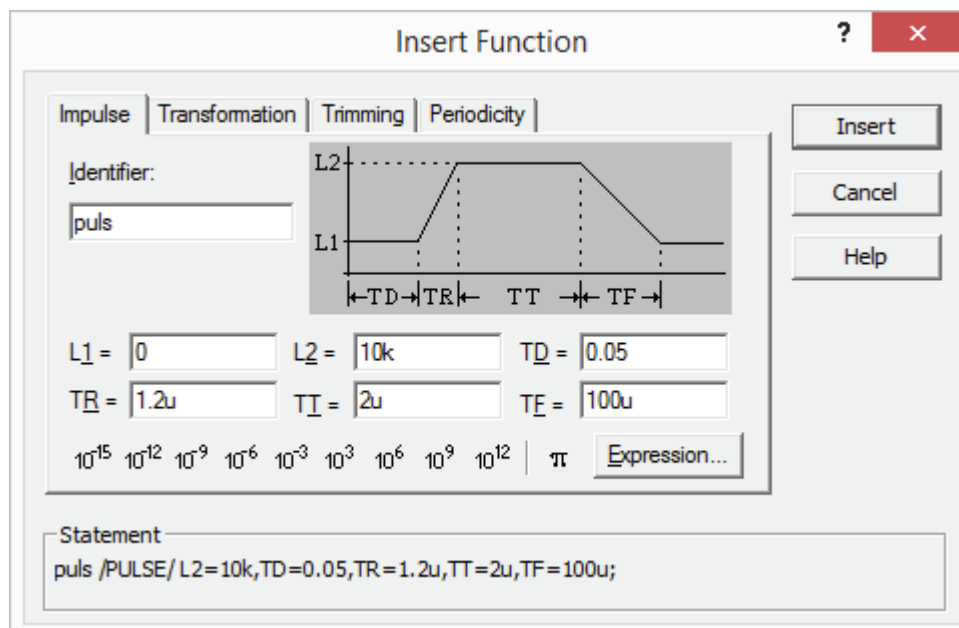 Insert Function
?
×
Impulse Transformation Trimming Periodicity
Insert
Identifier:
puls
Cancel
Help
L2
L1
TD TR TT TF
L1 = 0 L2 = 10k TD = 0.05
TR = 1.2u TT = 2u TF = 100u
10⁻¹⁵ 10⁻¹² 10⁻⁹ 10⁻⁶ 10⁻³ 10³ 10⁶ 10⁹ 10¹² π Expression...
Statement
puls /PULSE/ L2=10k,TD=0.05,TR=1.2u,TT=2u,TF=100u;